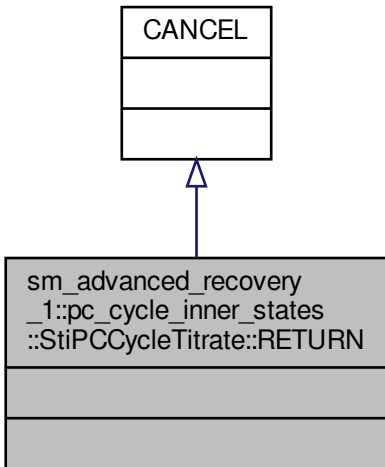 CANCEL
sm_advanced_recovery
_1::pc_cycle_inner_states
::StiPCCycleTitrate::RETURN